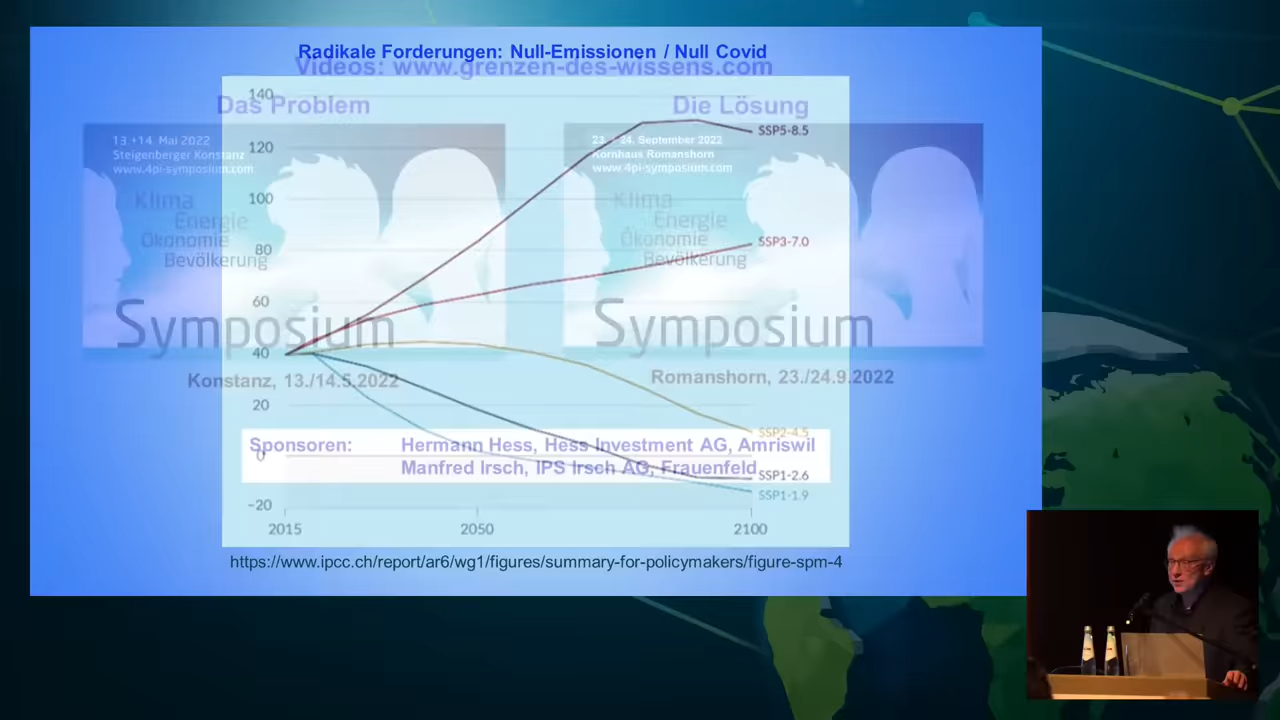 Radikale Forderungen: Null-Emissionen / Null Covid
Videos: www.grenzen-des-wissens.com
Das Problem
Die Lösung
13.+14. Mai 2022
Steigenberger Konstanz
www.4pi-symposium.com
Klima
Energie
Ökonomie
Bevölkerung
Symposium
Konstanz, 13./14.5.2022
23. - 24. September 2022
Kornhaus Romanshorn
www.4pi-symposium.com
Klima
Energie
Ökonomie
Bevölkerung
Symposium
Romanshorn, 23./24.9.2022
140
120
100
80
60
40
20
0
-20
2015
2050
2100
SSP5-8.5
SSP3-7.0
SSP2-4.5
SSP1-2.6
SSP1-1.9
Sponsoren: Hermann Hess, Hess Investment AG, Amriswil
Manfred Irsch, IPS Irsch AG, Frauenfeld
https://www.ipcc.ch/report/ar6/wg1/figures/summary-for-policymakers/figure-spm-4